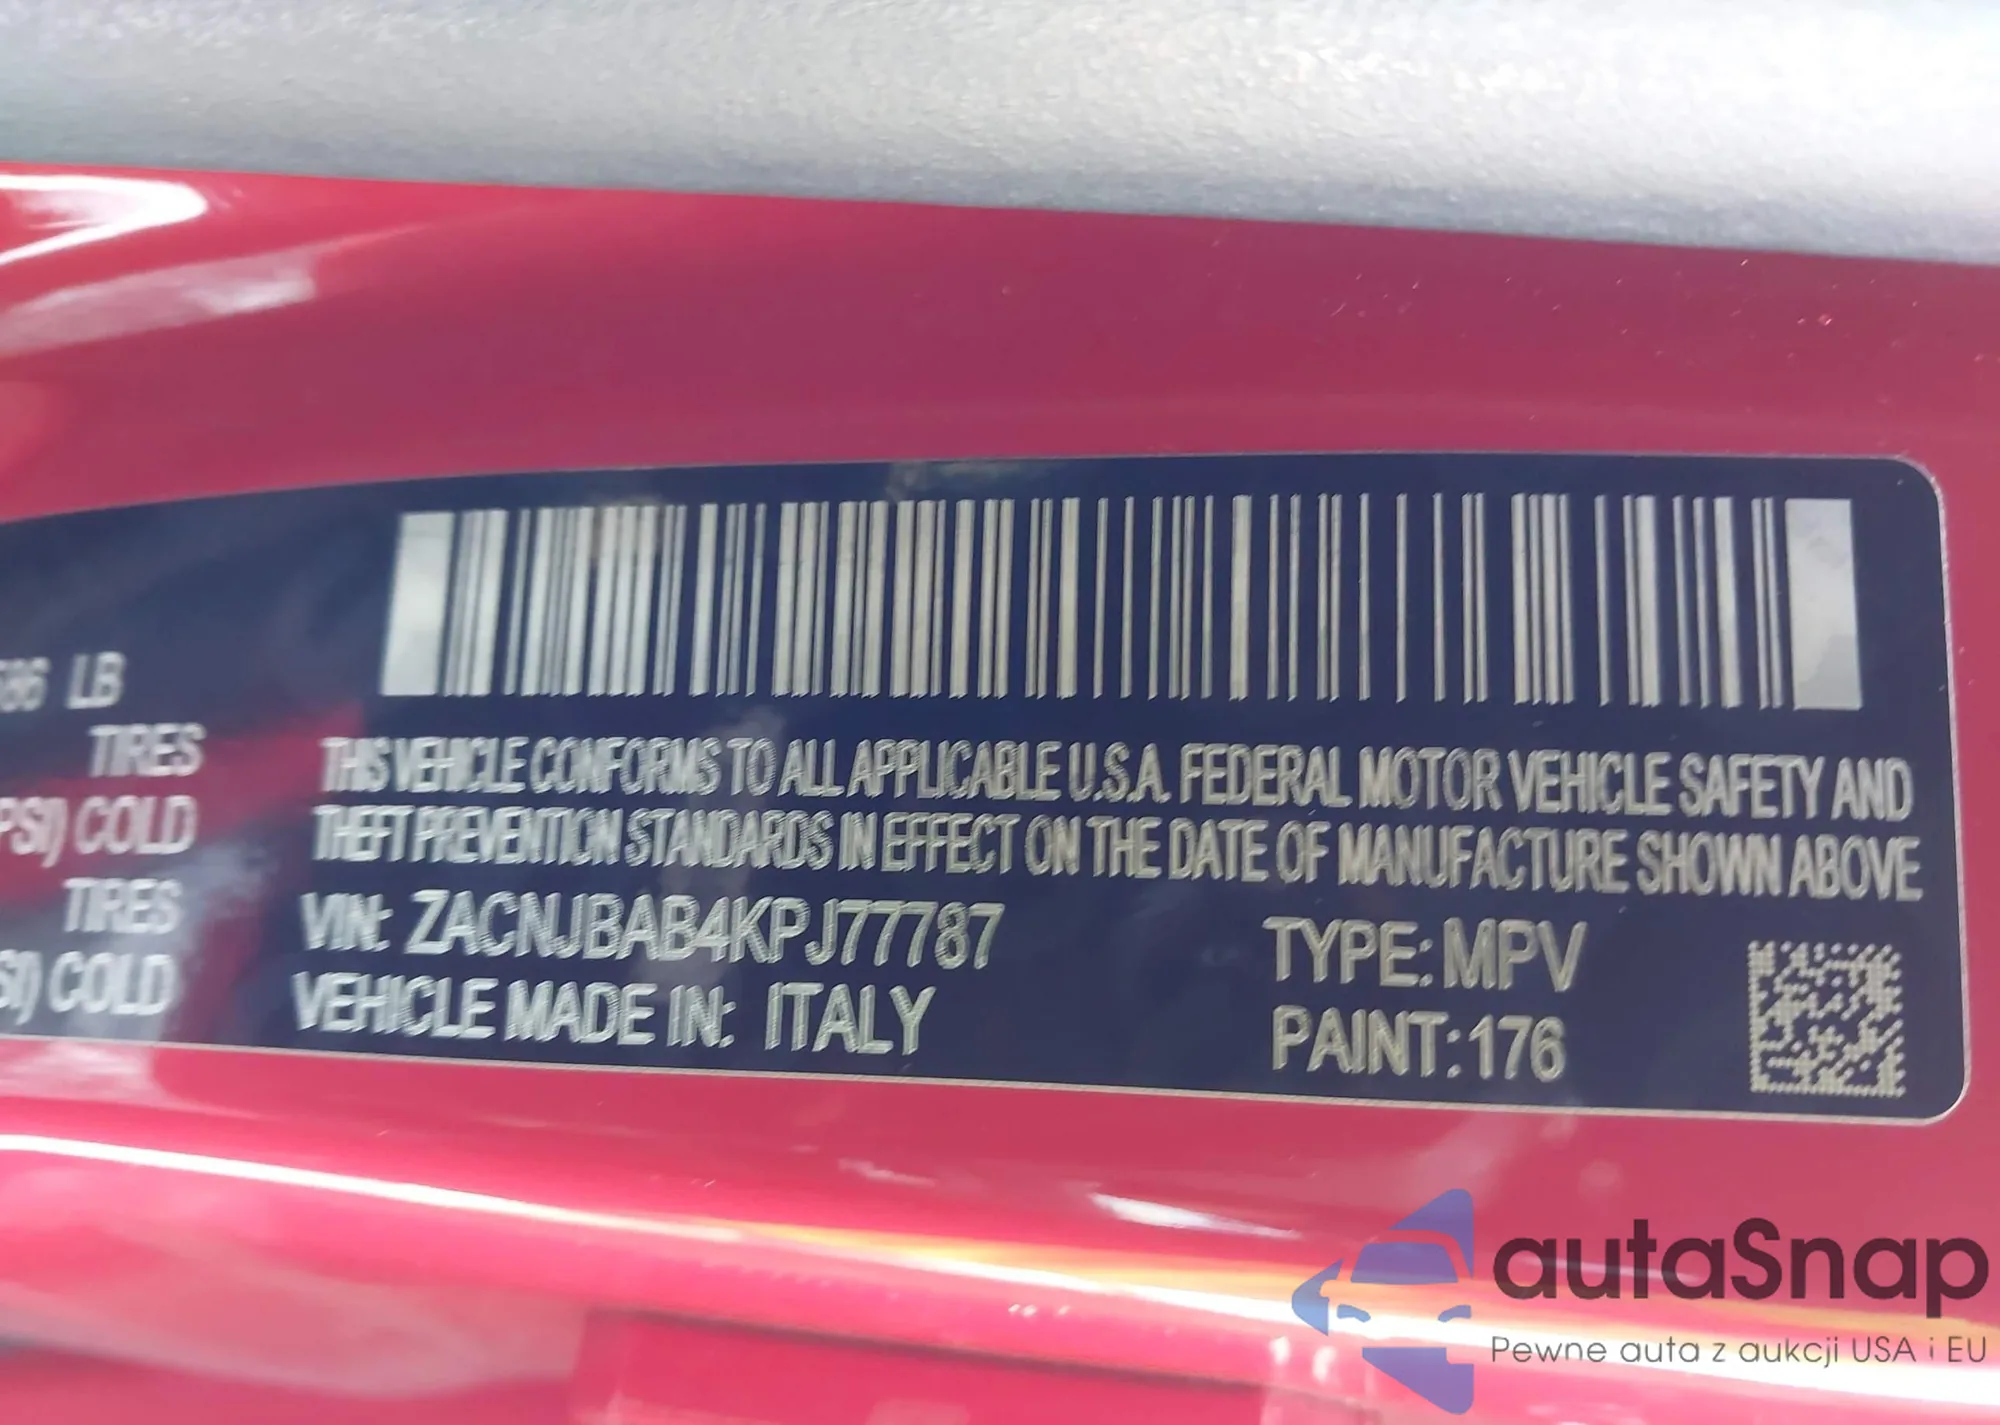 LB
TIRES
PSI) COLD
TIRES
SI) COLD
THIS VEHICLE CONFORMS TO ALL APPLICABLE U.S.A. FEDERAL MOTOR VEHICLE SAFETY AND
THEFT PREVENTION STANDARDS IN EFFECT ON THE DATE OF MANUFACTURE SHOWN ABOVE
VIN: ZACNJBAB4KPJ77787
TYPE: MPV
VEHICLE MADE IN: ITALY
PAINT: 176
autaSnap
Pewne auta z aukcji USA i EU